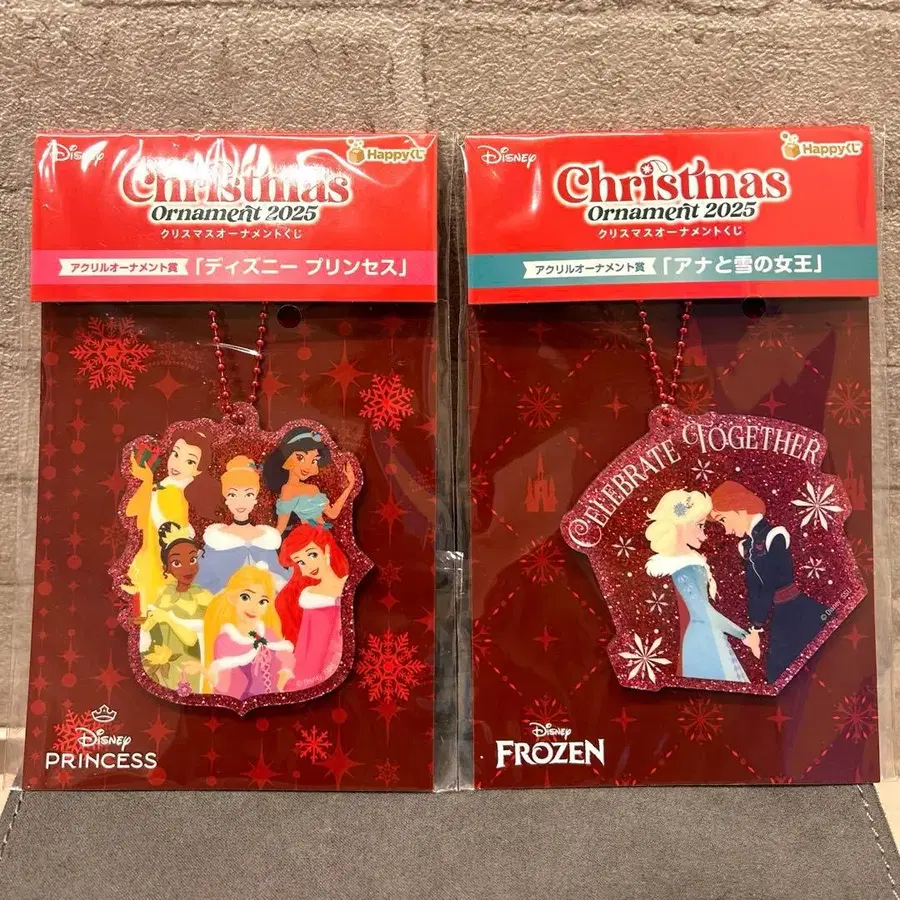 Disney
Happyくじ
Christmas
Ornament 2025
クリスマスオーナメントくじ
アクリルオーナメント賞
「ディズニー プリンセス」
Disney
PRINCESS
Disney
Happyくじ
Christmas
Ornament 2025
クリスマスオーナメントくじ
アクリルオーナメント賞
「アナと雪の女王」
CELEBRATE TOGETHER
Disney
FROZEN